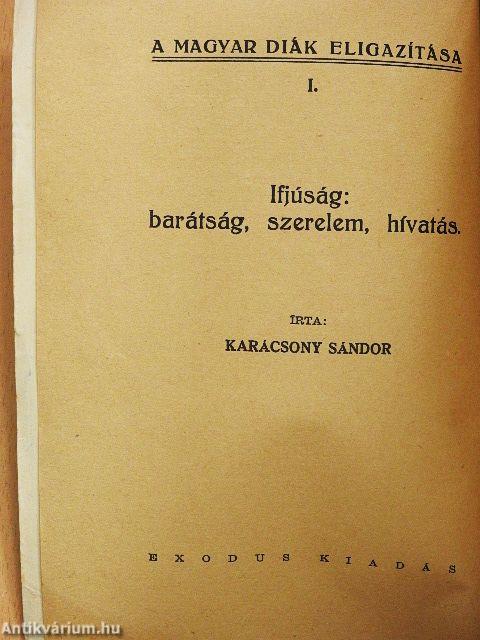 A MAGYAR DIÁK ELIGAZÍTÁSA
I.
Ifjúság:
barátság, szerelem, hívatás.
ÍRTA:
KARÁCSONY SÁNDOR
EXODUS KIADÁS
Antikvárium.hu